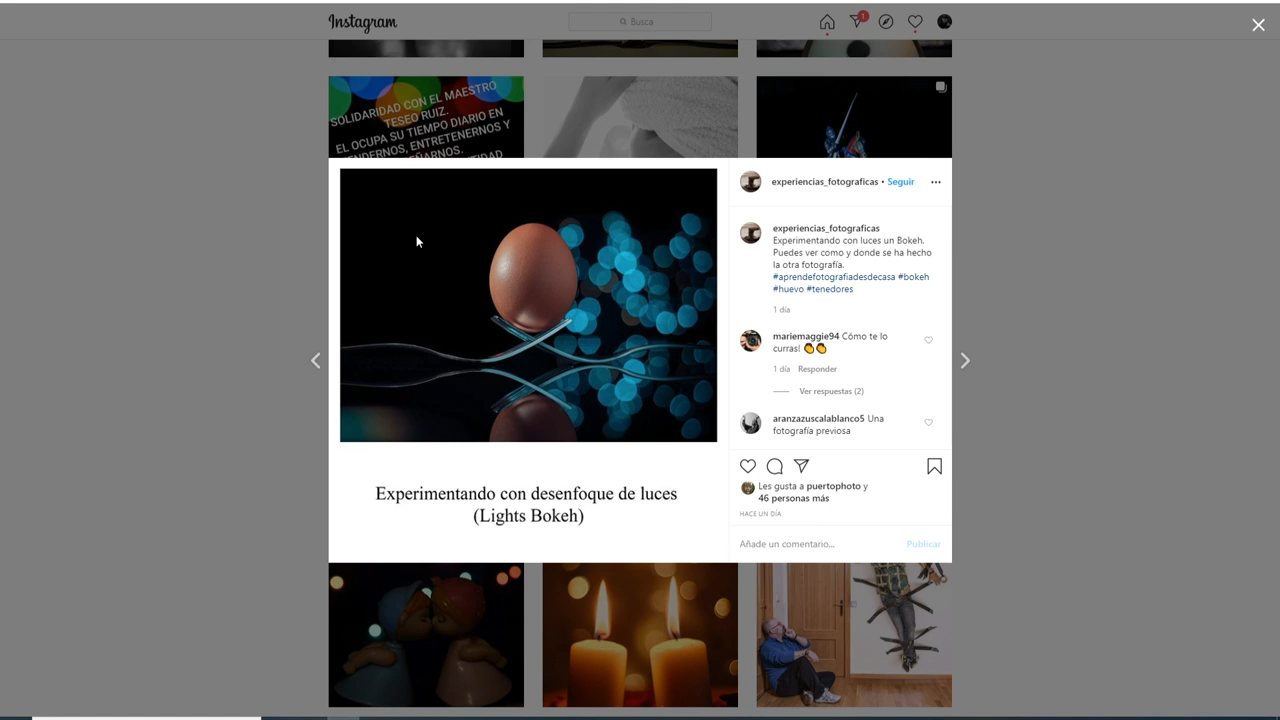 Instagram
Busca
1
SOLIDARIDAD CON EL MAESTRO
TESEO RUIZ.
EL OCUPA SU TIEMPO DIARIO EN
ENDERNOS, ENTRETENERNOS Y
experiencias_fotograficas • Seguir
experiencias_fotograficas
Experimentando con luces un Bokeh.
Puedes ver como y donde se ha hecho
la otra fotografía.
#aprendefotografiadesdecasa #bokeh
#huevo #tenedores
1 día
mariemaggie94 Cómo te lo
curras! 👏👏
1 día Responder
Ver respuestas (2)
aranzazuscalablanco5 Una
fotografía previosa
Les gusta a puertophoto y
46 personas más
HACE UN DÍA
Añade un comentario... Publicar
Experimentando con desenfoque de luces
(Lights Bokeh)